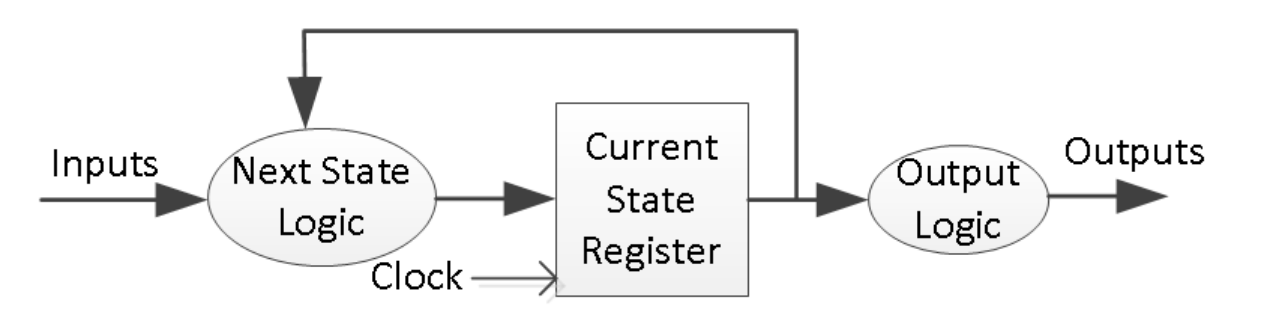 Inputs
Next State
Logic
Clock
Current
State
Register
Output
Logic
Outputs